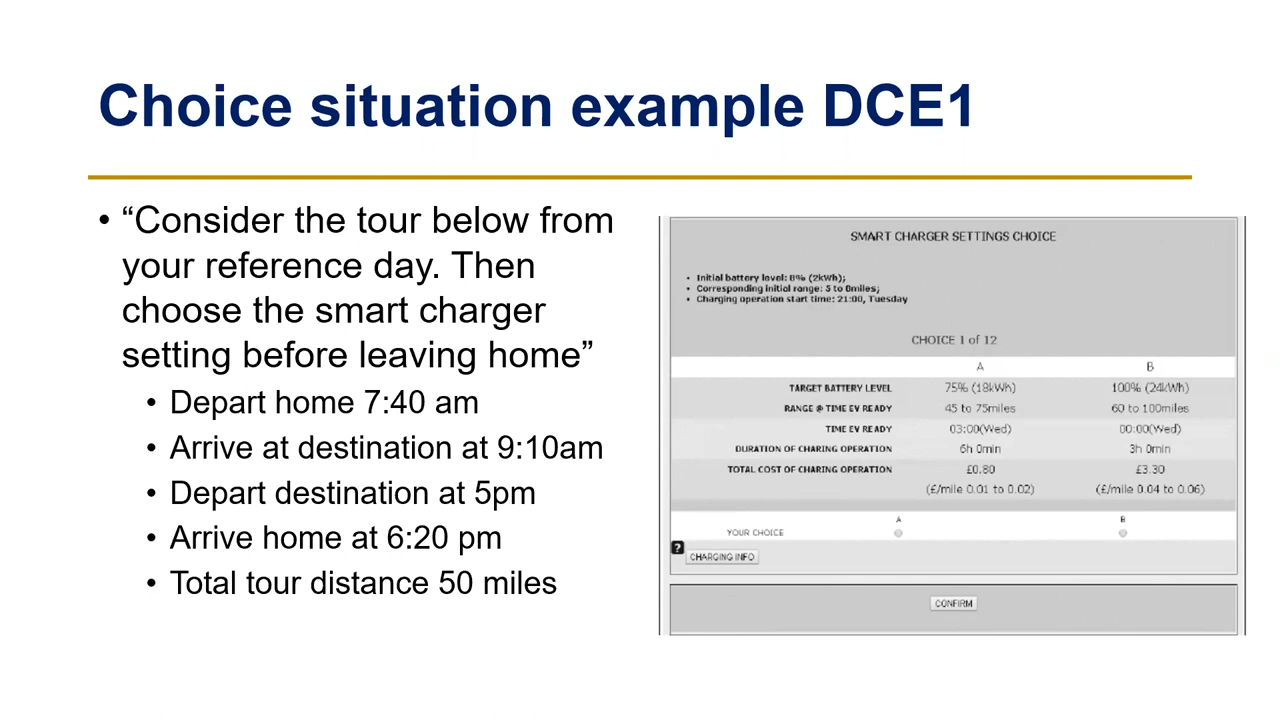 Choice situation example DCE1
• “Consider the tour below from
your reference day. Then
choose the smart charger
setting before leaving home”
• Depart home 7:40 am
• Arrive at destination at 9:10am
• Depart destination at 5pm
• Arrive home at 6:20 pm
• Total tour distance 50 miles
SMART CHARGER SETTINGS CHOICE
• Initial battery level: 8% (2kWh);
• Corresponding initial range: 5 to 8miles;
• Charging operation start time: 21:00, Tuesday
CHOICE 1 of 12
A B
TARGET BATTERY LEVEL 75% (18kWh) 100% (24kWh)
RANGE @ TIME EV READY 45 to 75miles 60 to 100miles
TIME EV READY 03:00(Wed) 00:00(Wed)
DURATION OF CHARING OPERATION 6h 0min 3h 0min
TOTAL COST OF CHARING OPERATION £0.80 £3.30
(£/mile 0.01 to 0.02) (£/mile 0.04 to 0.06)
A B
YOUR CHOICE
?
CHARGING INFO
CONFIRM